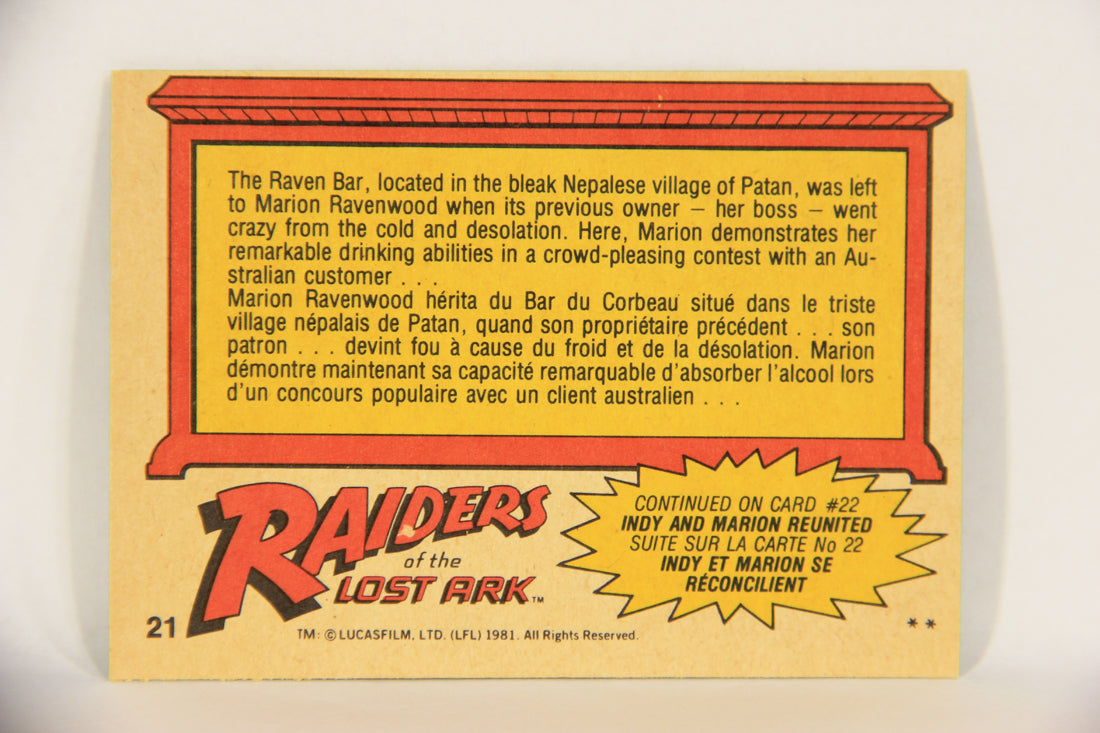 The Raven Bar, located in the bleak Nepalese village of Patan, was left
to Marion Ravenwood when its previous owner – her boss – went
crazy from the cold and desolation. Here, Marion demonstrates her
remarkable drinking abilities in a crowd-pleasing contest with an Au-
stralian customer . . .
Marion Ravenwood hérita du Bar du Corbeau situé dans le triste
village népalais de Patan, quand son propriétaire précédent . . . son
patron . . . devint fou à cause du froid et de la désolation. Marion
démontre maintenant sa capacité remarquable d'absorber l'alcool lors
d'un concours populaire avec un client australien . . .
RAIDERS
of the
LOST ARK™
CONTINUED ON CARD #22
INDY AND MARION REUNITED
SUITE SUR LA CARTE No 22
INDY ET MARION SE
RÉCONCILIENT
21
TM: © LUCASFILM, LTD. (LFL) 1981. All Rights Reserved.
**